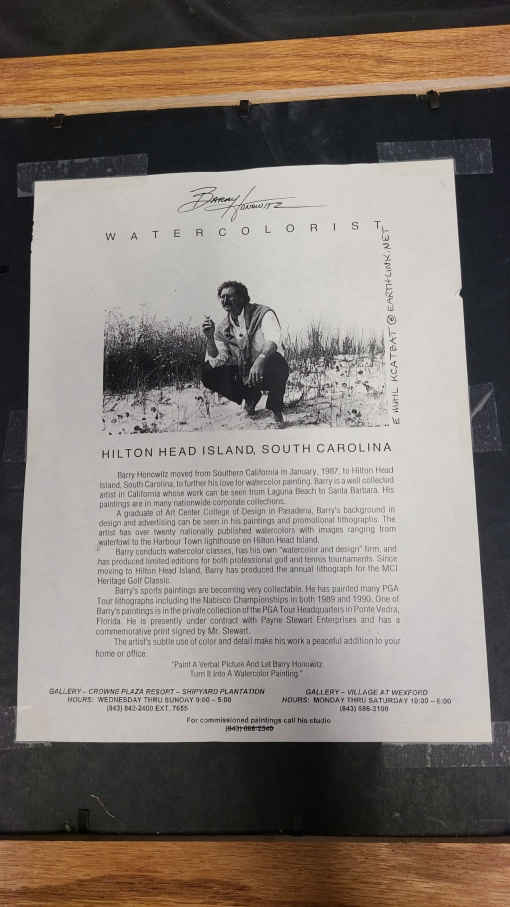 BARRY HONOWITZ
WATERCOLORIST
E MAIL KCATBAT @ EARTHLINK.NET
HILTON HEAD ISLAND, SOUTH CAROLINA
Barry Honowitz moved from Southern California in January, 1987, to Hilton Head
Island, South Carolina, to further his love for watercolor painting. Barry is a well collected
artist in California whose work can be seen from Laguna Beach to Santa Barbara. His
paintings are in many nationwide corporate collections.
A graduate of Art Center College of Design in Pasadena, Barry's background in
design and advertising can be seen in his paintings and promotional lithographs. The
artist has over twenty nationally published watercolors with images ranging from
waterfowl to the Harbour Town lighthouse on Hilton Head Island.
Barry conducts watercolor classes, has his own "watercolor and design" firm, and
has produced limited editions for both professional golf and tennis tournaments. Since
moving to Hilton Head Island, Barry has produced the annual lithograph for the MCI
Heritage Golf Classic.
Barry's sports paintings are becoming very collectable. He has painted many PGA
Tour lithographs including the Nabisco Championships in both 1989 and 1990. One of
Barry's paintings is in the private collection of the PGA Tour Headquarters in Ponte Vedra,
Florida. He is presently under contract with Payne Stewart Enterprises and has a
commemorative print signed by Mr. Stewart.
The artist's subtle use of color and detail make his work a peaceful addition to your
home or office.
"Paint A Verbal Picture And Let Barry Honowitz
Turn It Into A Watercolor Painting."
GALLERY – CROWNE PLAZA RESORT – SHIPYARD PLANTATION
HOURS: WEDNESDAY THRU SUNDAY 9:00 – 5:00
(843) 842-2400 EXT. 7655
GALLERY – VILLAGE AT WEXFORD
HOURS: MONDAY THRU SATURDAY 10:30 – 6:00
(843) 686-2100
For commissioned paintings call his studio